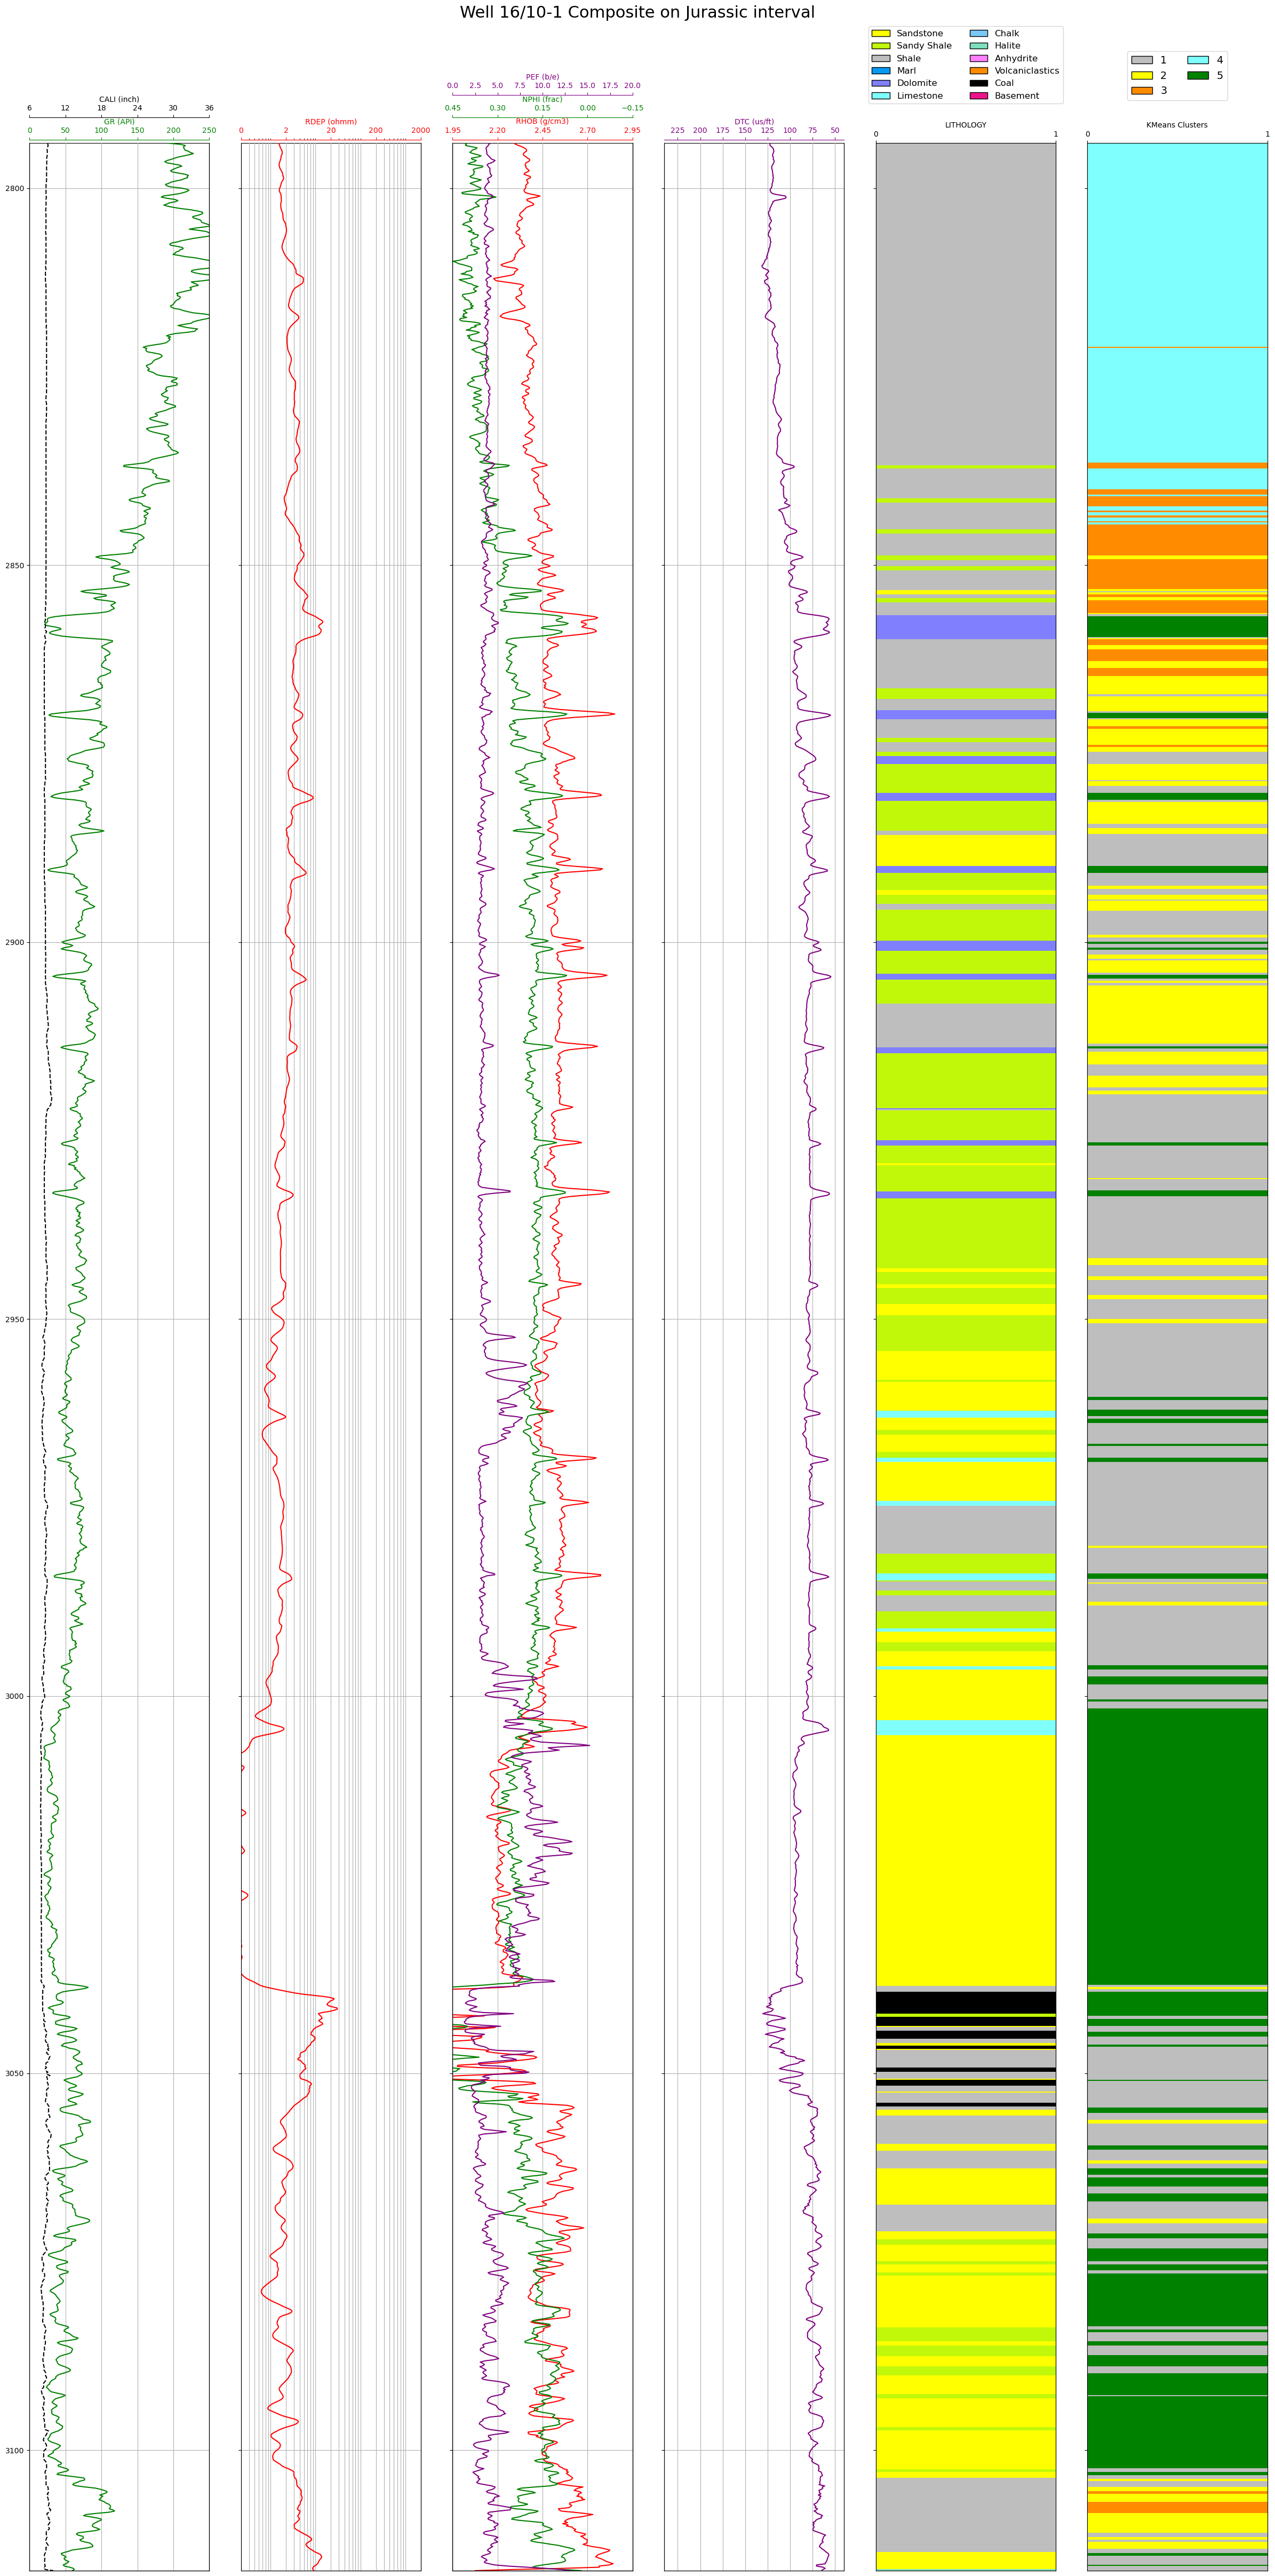 Well 16/10-1 Composite on Jurassic interval
Sandstone Chalk
Sandy Shale Halite
Shale Anhydrite
Marl Volcaniclastics
Dolomite Coal
Limestone Basement
1 4
2 5
3
PEF (b/e)
0.0 2.5 5.0 7.5 10.0 12.5 15.0 17.5 20.0
CALI (inch) NPHI (frac)
6 12 18 24 30 36 0.45 0.30 0.15 0.00 −0.15
GR (API) RDEP (ohmm) RHOB (g/cm3) DTC (us/ft) LITHOLOGY KMeans Clusters
0 50 100 150 200 250 0 2 20 200 2000 1.95 2.20 2.45 2.70 2.95 225 200 175 150 125 100 75 50 0 1 0 1
2800
2850
2900
2950
3000
3050
3100